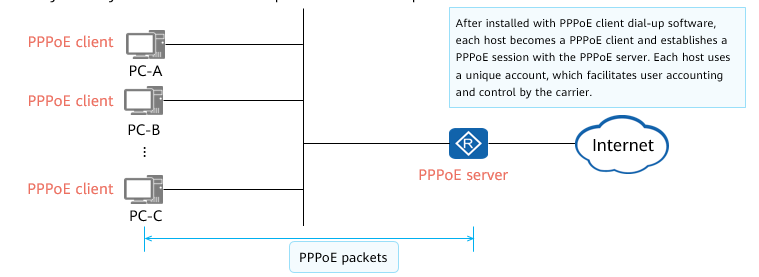 After installed with PPPoE client dial-up software,
each host becomes a PPPoE client and establishes a
PPPoE session with the PPPoE server. Each host uses
a unique account, which facilitates user accounting
and control by the carrier.
PPPoE client
PC-A
PPPoE client
PC-B
...
PPPoE client
PC-C
R
PPPoE server
Internet
PPPoE packets